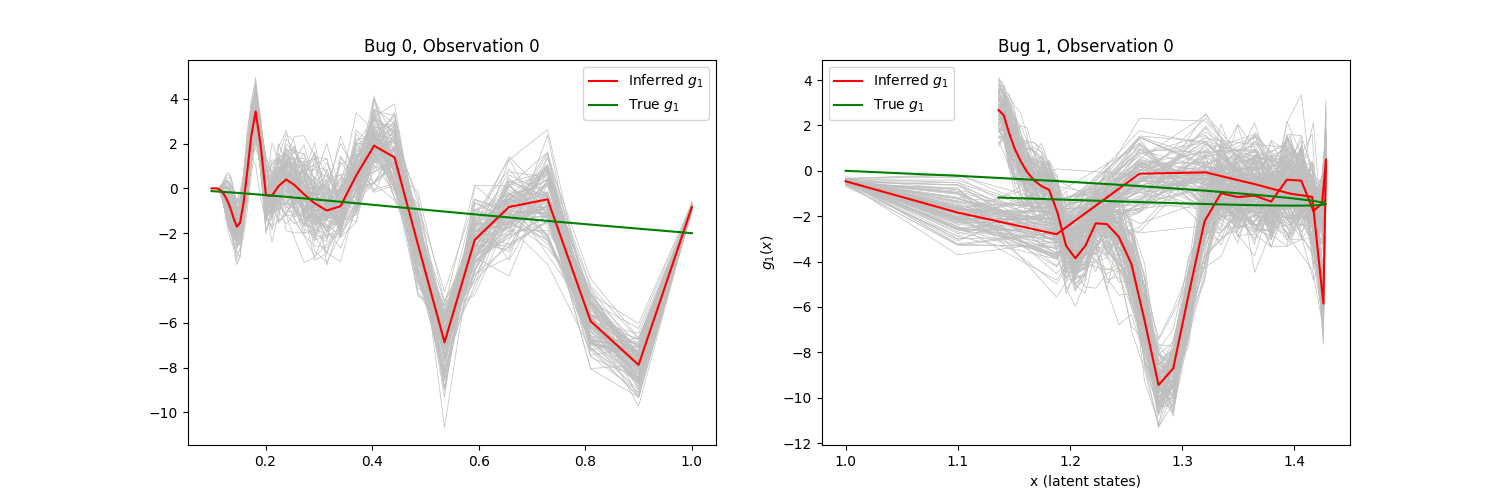 Bug 0, Observation 0
Inferred g₁
True g₁
4
2
0
−2
−4
−6
−8
−10
0.2 0.4 0.6 0.8 1.0
Bug 1, Observation 0
Inferred g₁
True g₁
g₁(x)
4
2
0
−2
−4
−6
−8
−10
−12
1.0 1.1 1.2 1.3 1.4
x (latent states)